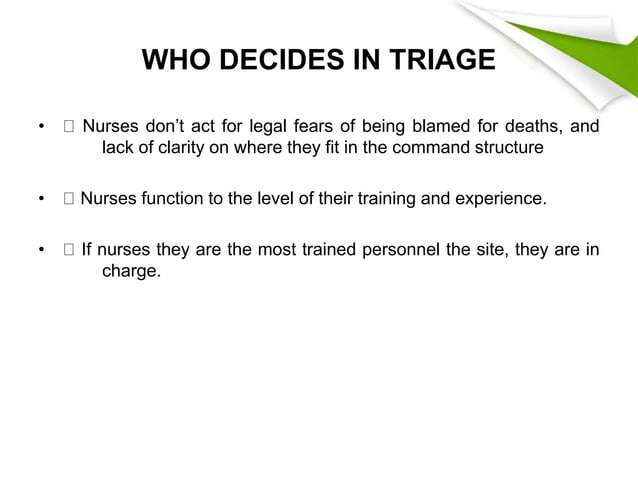 WHO DECIDES IN TRIAGE
• Nurses don’t act for legal fears of being blamed for deaths, and
lack of clarity on where they fit in the command structure
• Nurses function to the level of their training and experience.
• If nurses they are the most trained personnel the site, they are in
charge.